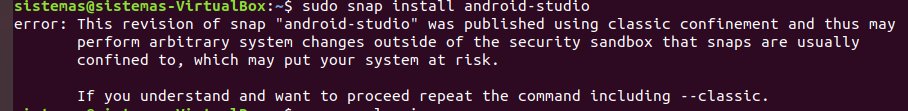 sistemas@sistemas-VirtualBox:~$ sudo snap install android-studio
error: This revision of snap "android-studio" was published using classic confinement and thus may
perform arbitrary system changes outside of the security sandbox that snaps are usually
confined to, which may put your system at risk.
If you understand and want to proceed repeat the command including --classic.